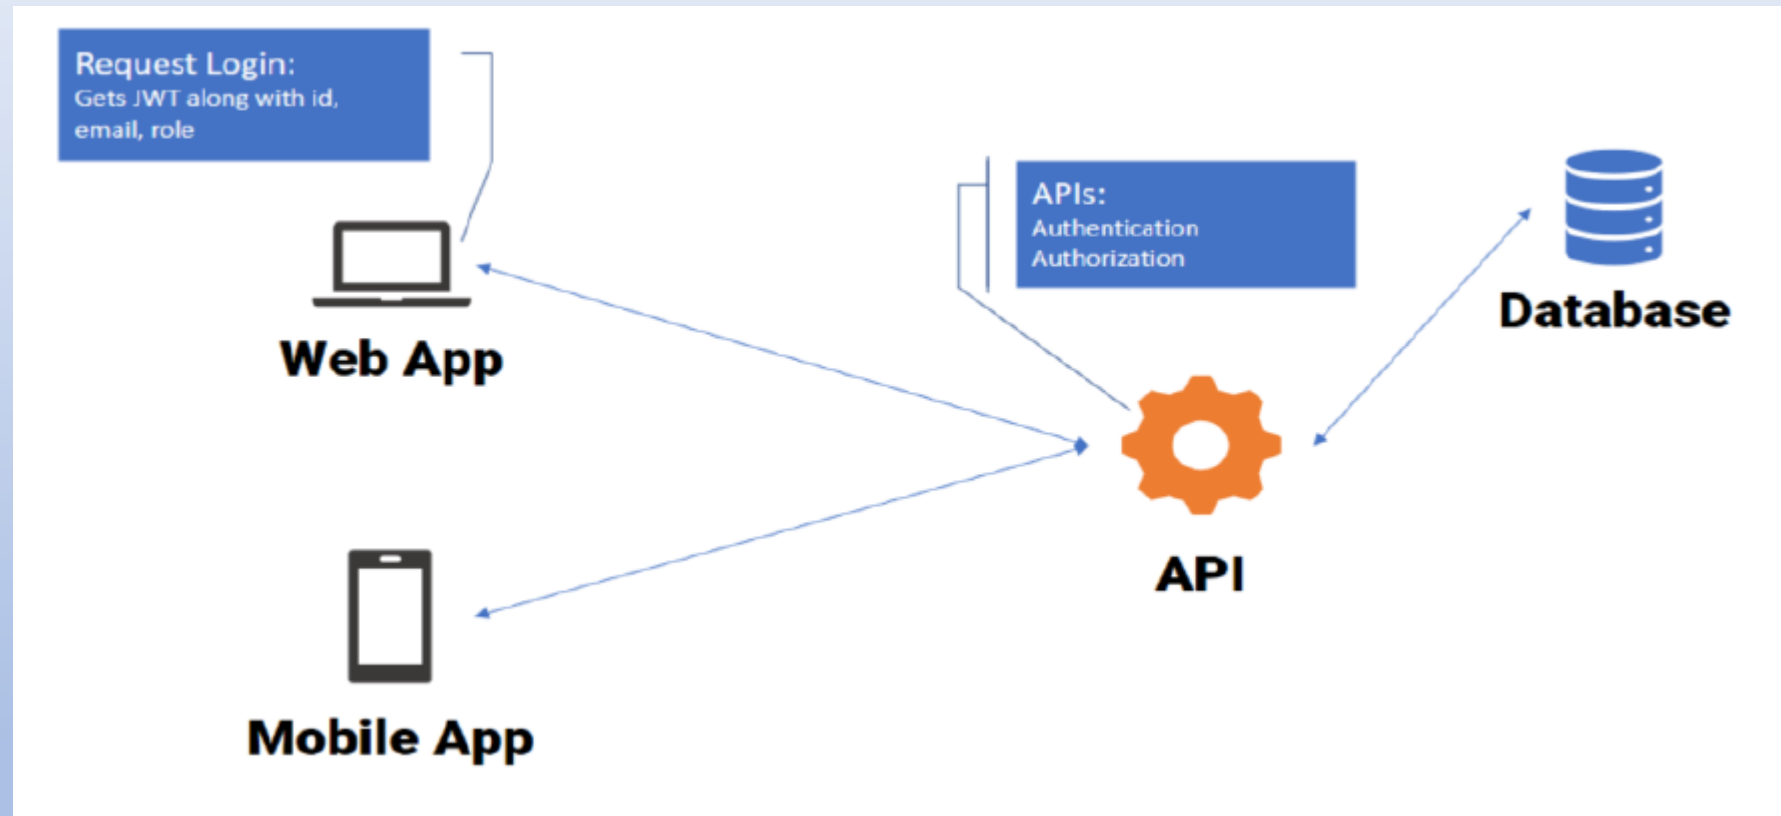 Request Login:
Gets JWT along with id,
email, role
APIs:
Authentication
Authorization
Database
Web App
API
Mobile App